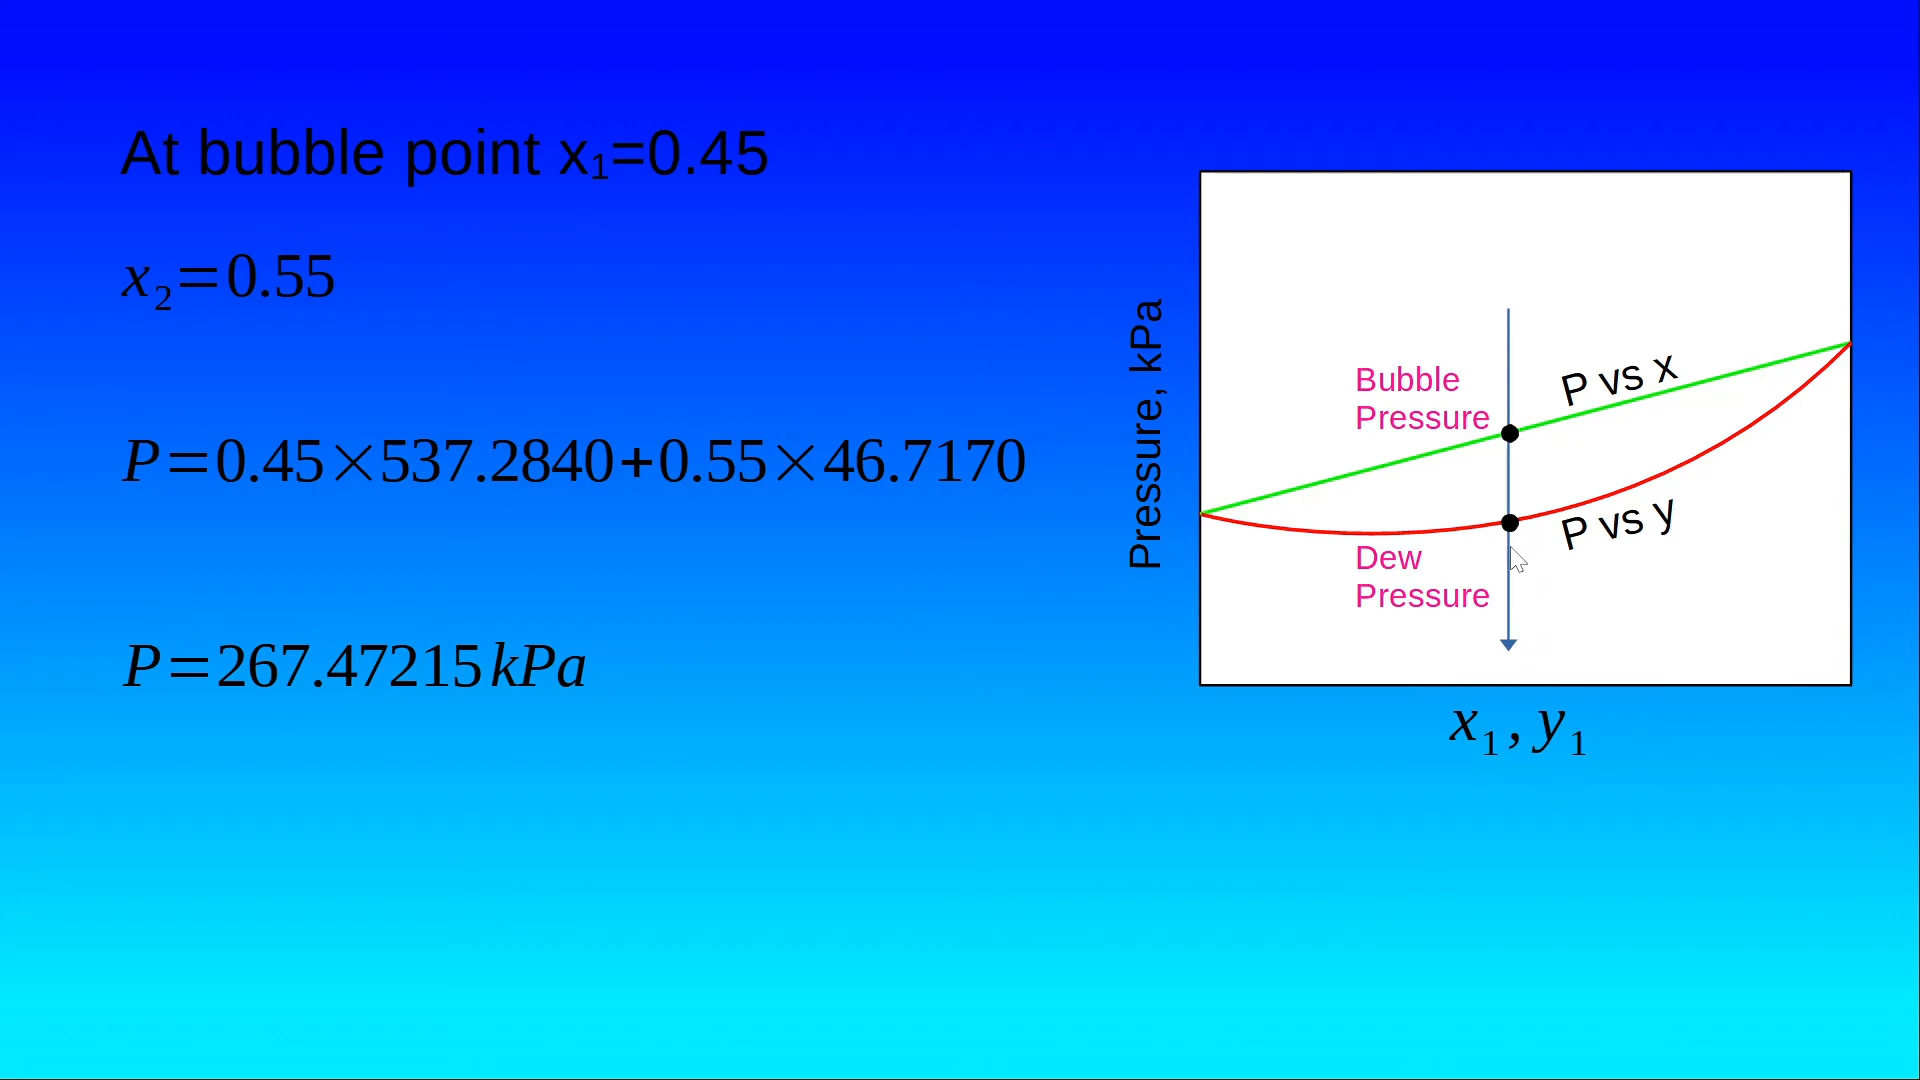 At bubble point x₁=0.45
x₂=0.55
P=0.45×537.2840+0.55×46.7170
P=267.47215 kPa
Pressure, kPa
Bubble
Pressure
P vs x
P vs y
Dew
Pressure
x₁, y₁